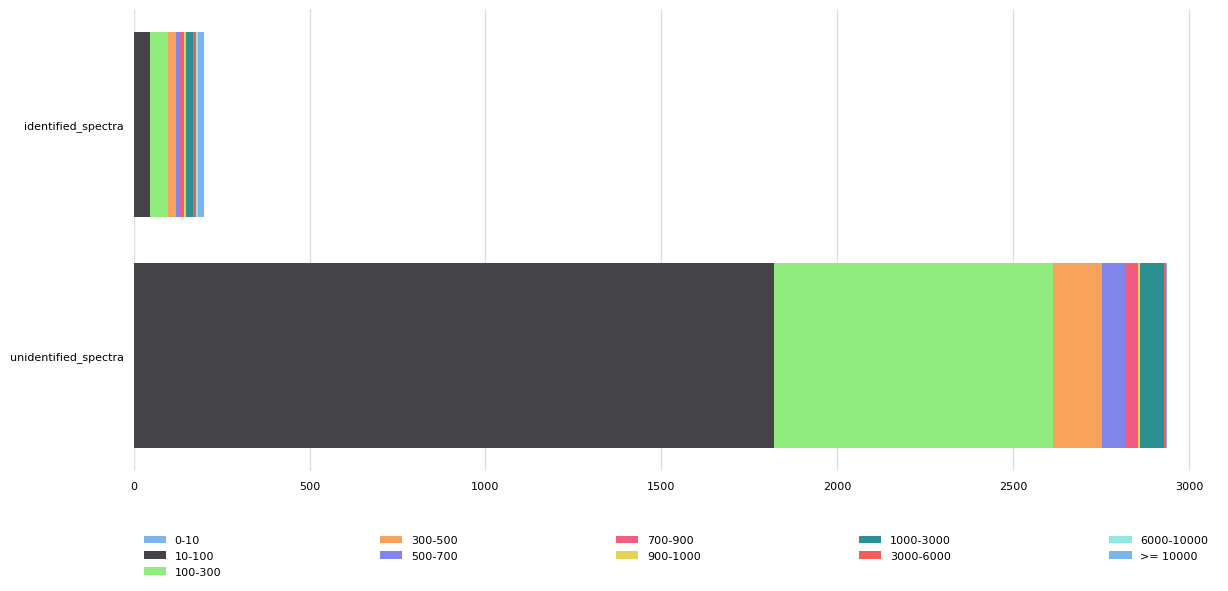 identified_spectra
unidentified_spectra
0 500 1000 1500 2000 2500 3000
0-10 300-500 700-900 1000-3000 6000-10000
10-100 500-700 900-1000 3000-6000 >= 10000
100-300